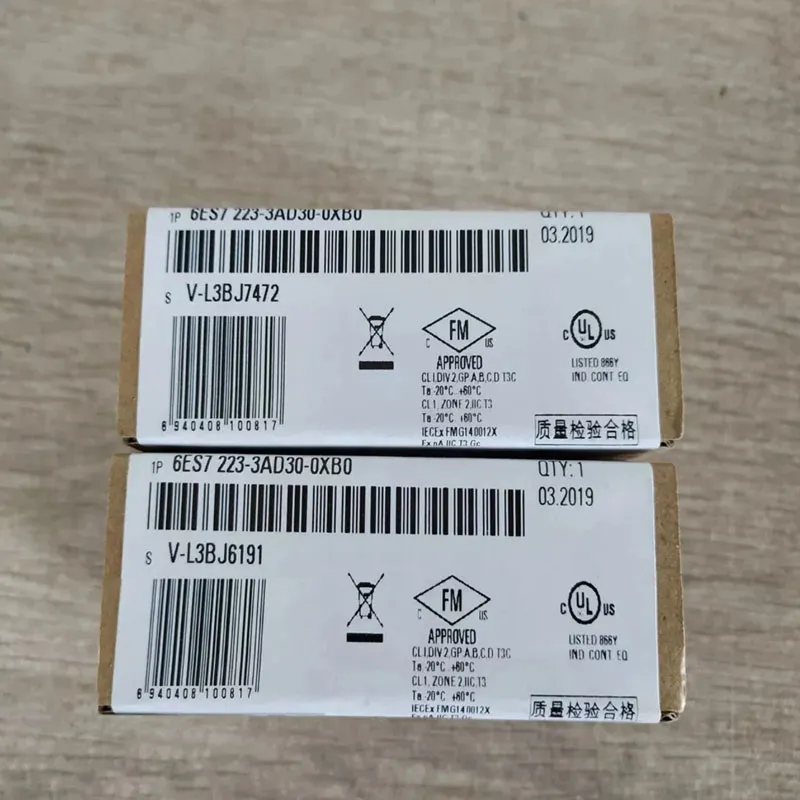 1P 6ES7 223-3AD30-0XB0 QTY: 1
03.2019
S V-L3BJ7472
FM
C US
APPROVED
CL I,DIV 2,GP.A,B,C,D T3C
Ta -20°C..+60°C
CL 1, ZONE 2,IIC T3
Ta -20°C..+60°C
IECEx FMG14.0012X
Ex nA IIC T3 Gc
C UL US
LISTED 866Y
IND. CONT. EQ
质量检验合格
6 940408 100817
1P 6ES7 223-3AD30-0XB0 QTY: 1
03.2019
S V-L3BJ6191
FM
C US
APPROVED
CL I,DIV 2,GP.A,B,C,D T3C
Ta -20°C..+60°C
CL 1, ZONE 2,IIC T3
Ta -20°C..+60°C
IECEx FMG14.0012X
C UL US
LISTED 866Y
IND. CONT. EQ
质量检验合格
6 940408 100817